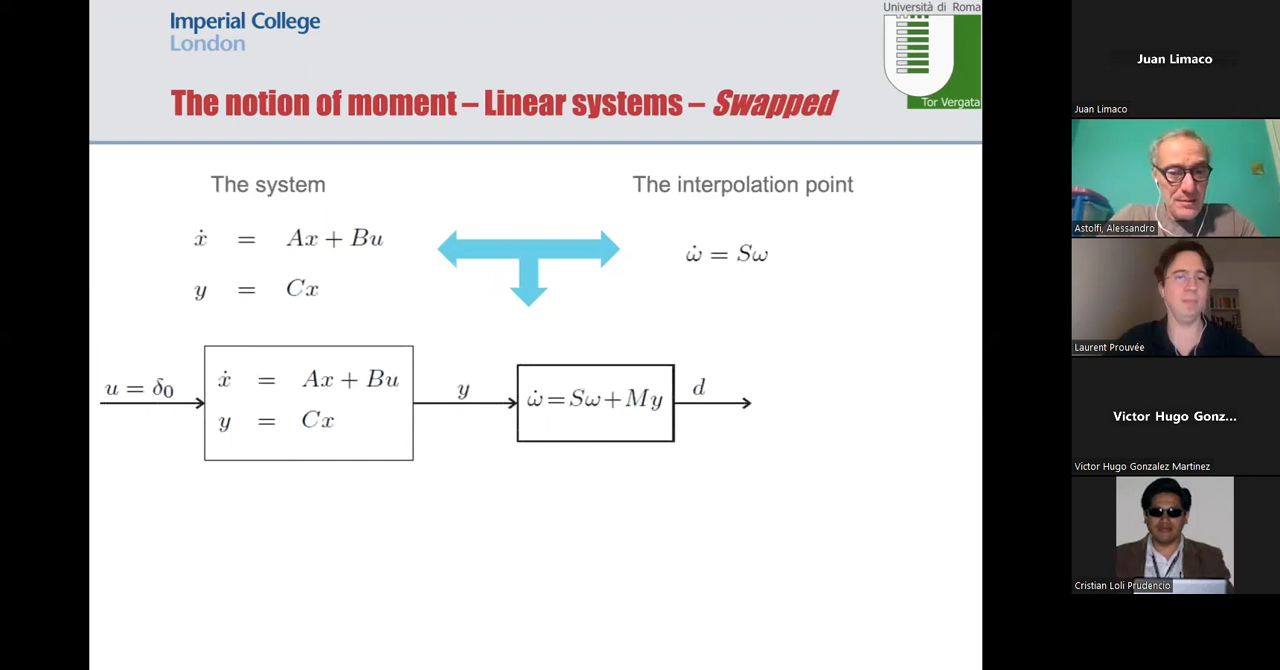 Imperial College
London
Università di Roma
Tor Vergata
The notion of moment – Linear systems – Swapped
The system
The interpolation point
ẋ = Ax + Bu
y = Cx
ω̇ = Sω
u = δ₀
ẋ = Ax + Bu
y = Cx
y
ω̇ = Sω + My
d
Juan Limaco
Juan Limaco
Astolfi, Alessandro
Laurent Prouvée
Victor Hugo Gonz...
Victor Hugo Gonzalez Martinez
Cristian Loli Prudencio